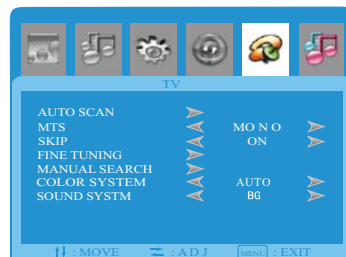 TV
AUTO SCAN
MTS MO N O
SKIP ON
FINE TUNING
MANUAL SEARCH
COLOR SYSTEM AUTO
SOUND SYSTM BG
: MOVE : A D J MENU : EXIT